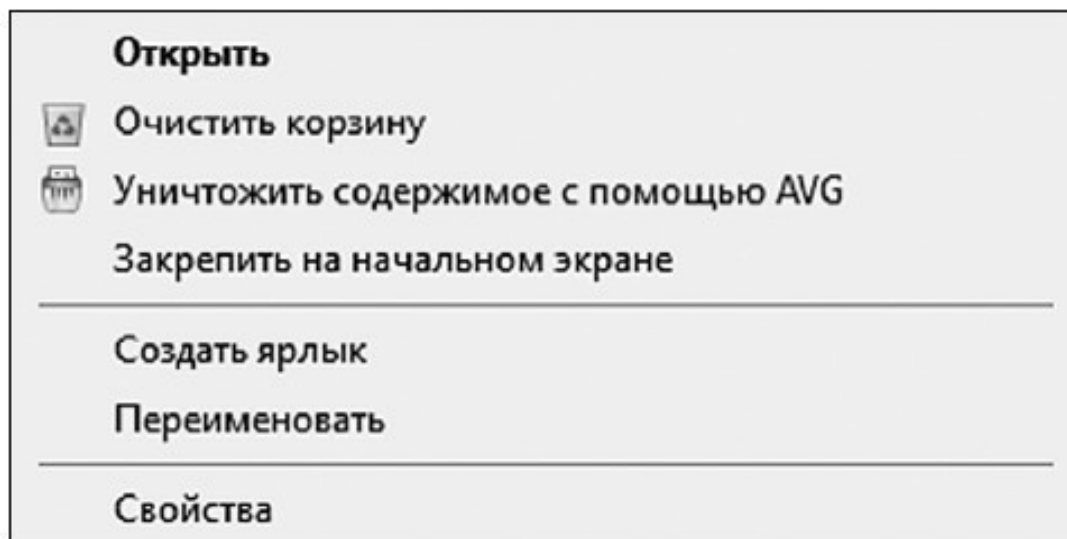 Открыть
Очистить корзину
Уничтожить содержимое с помощью AVG
Закрепить на начальном экране
Создать ярлык
Переименовать
Свойства